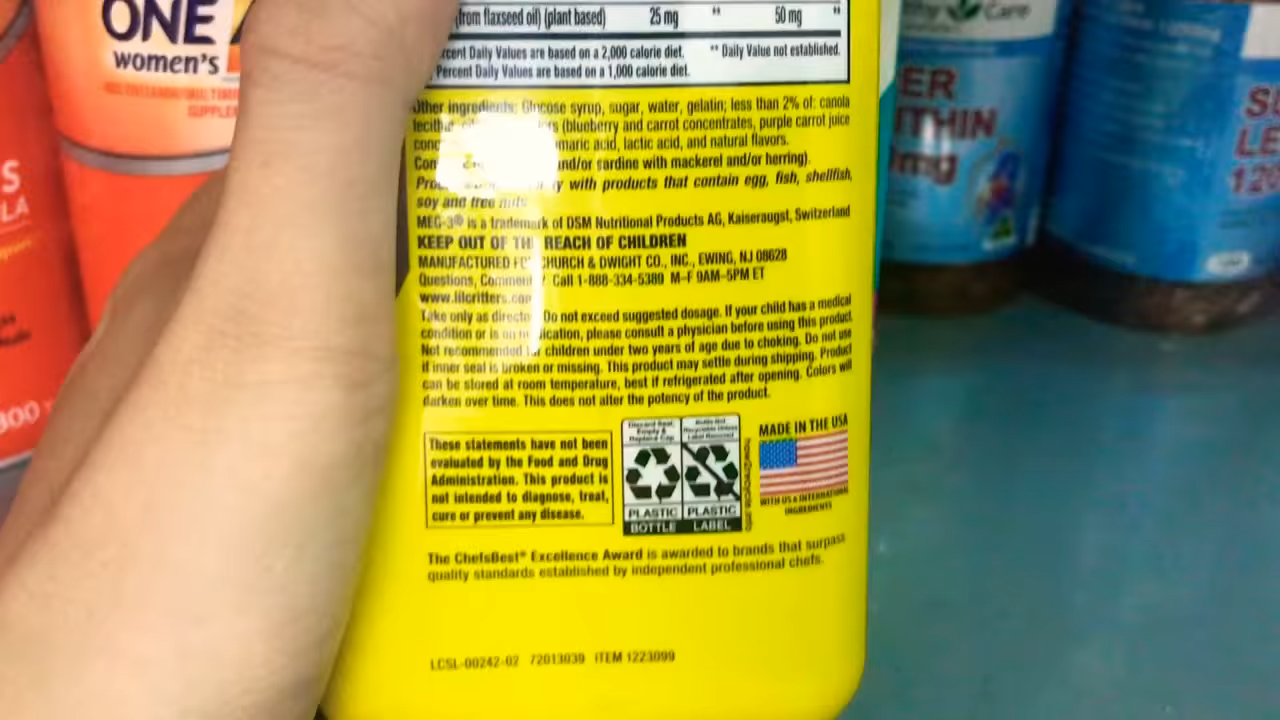 ONE
women's
(from flaxseed oil) (plant based) 25 mg ** 50 mg **
Percent Daily Values are based on a 2,000 calorie diet. ** Daily Value not established.
Percent Daily Values are based on a 1,000 calorie diet.
Other ingredients: Glucose syrup, sugar, water, gelatin; less than 2% of: canola
(blueberry and carrot concentrates, purple carrot juice
lactic acid, and natural flavors.
and/or sardine with mackerel and/or herring).
with products that contain egg, fish, shellfish,
soy and tree nuts
MEG-3® is a trademark of DSM Nutritional Products AG, Kaiseraugst, Switzerland
KEEP OUT OF THE REACH OF CHILDREN
MANUFACTURED FOR CHURCH & DWIGHT CO., INC., EWING, NJ 08628
Questions, Comments? Call 1-888-334-5389 M-F 9AM-5PM ET
www.lilcritters.com
Take only as directed. Do not exceed suggested dosage. If your child has a medical
condition or is on medication, please consult a physician before using this product.
Not recommended for children under two years of age due to choking. Do not use
if inner seal is broken or missing. This product may settle during shipping. Product
can be stored at room temperature, best if refrigerated after opening. Colors will
darken over time. This does not alter the potency of the product.
These statements have not been
evaluated by the Food and Drug
Administration. This product is
not intended to diagnose, treat,
cure or prevent any disease.
PLASTIC PLASTIC
BOTTLE LABEL
how2recycle.info
MADE IN THE USA
WITH US & INTERNATIONAL
INGREDIENTS
The ChefsBest® Excellence Award is awarded to brands that surpass
quality standards established by independent professional chefs.
LCSL-00242-02 72013039 ITEM 1223099
Care